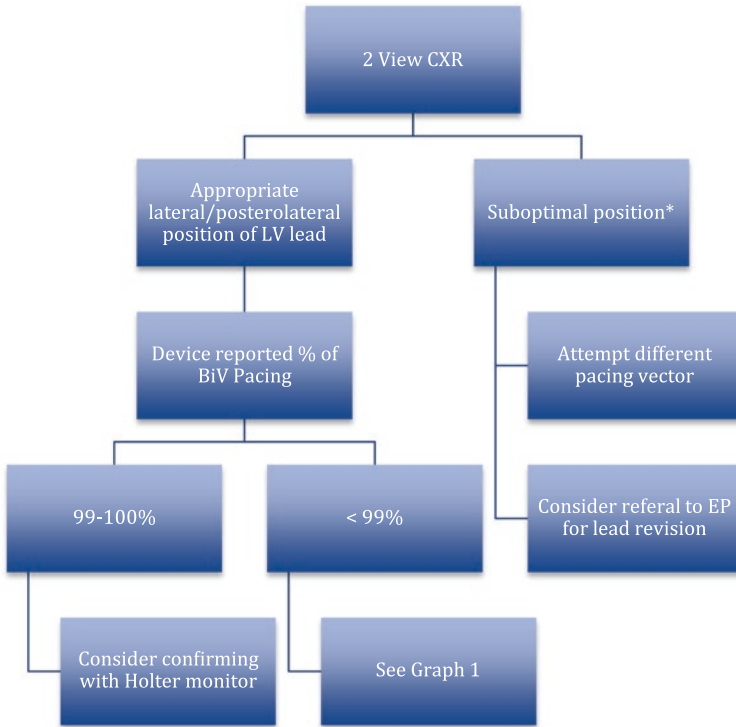 2 View CXR
Appropriate
lateral/posterolateral
position of LV lead
Suboptimal position*
Device reported % of
BiV Pacing
Attempt different
pacing vector
99-100%
< 99%
Consider referal to EP
for lead revision
Consider confirming
with Holter monitor
See Graph 1